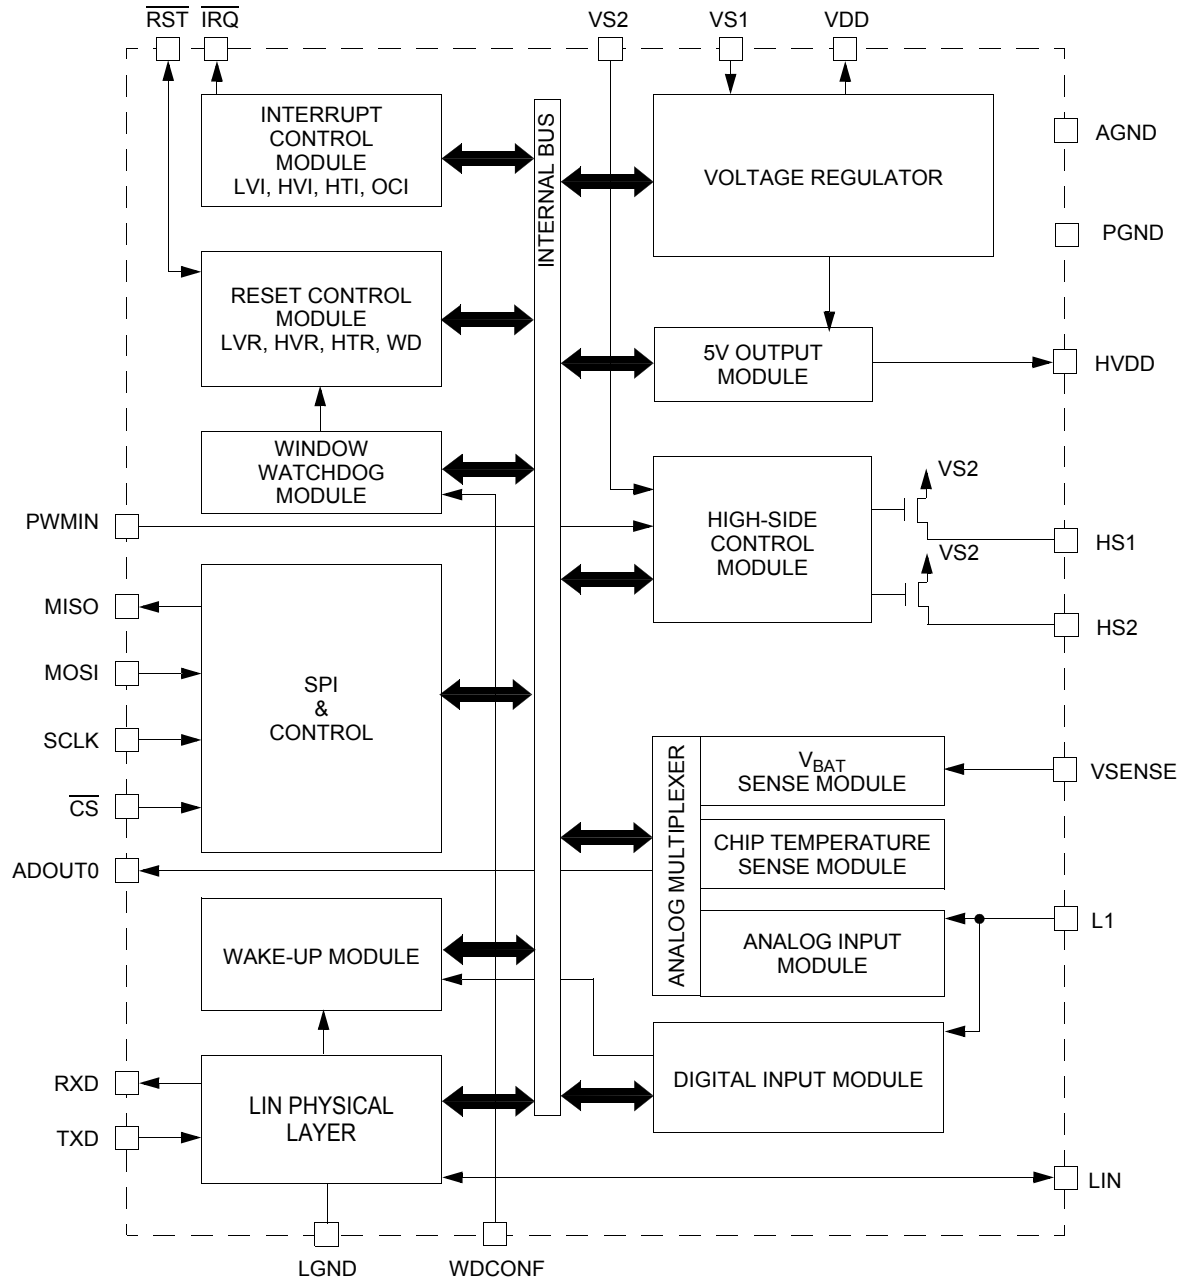 RST
IRQ
VS2
VS1
VDD
INTERRUPT
CONTROL
MODULE
LVI, HVI, HTI, OCI
INTERNAL BUS
VOLTAGE REGULATOR
AGND
PGND
RESET CONTROL
MODULE
LVR, HVR, HTR, WD
5V OUTPUT
MODULE
HVDD
WINDOW
WATCHDOG
MODULE
PWMIN
HIGH-SIDE
CONTROL
MODULE
VS2
HS1
VS2
HS2
MISO
MOSI
SCLK
CS
SPI
&
CONTROL
ANALOG MULTIPLEXER
VBAT
SENSE MODULE
VSENSE
CHIP TEMPERATURE
SENSE MODULE
ADOUT0
ANALOG INPUT
MODULE
L1
WAKE-UP MODULE
DIGITAL INPUT MODULE
RXD
TXD
LIN PHYSICAL
LAYER
LIN
LGND
WDCONF